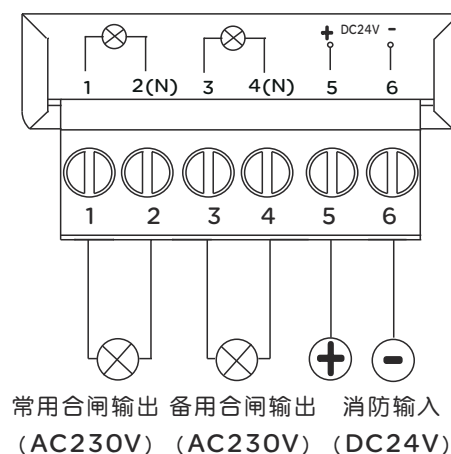 + DC24V -
1 2(N) 3 4(N) 5 6
1 2 3 4 5 6
+ -
常用合闸输出 备用合闸输出 消防输入
(AC230V) (AC230V) (DC24V)